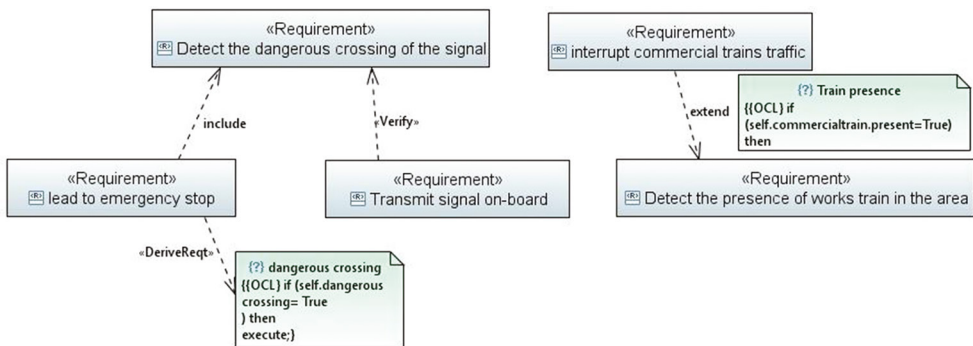 «Requirement»
Detect the dangerous crossing of the signal
«Requirement»
interrupt commercial trains traffic
include
«Verify»
extend
{?} Train presence
{{OCL} if
(self.commercialtrain.present=True)
then
«Requirement»
lead to emergency stop
«Requirement»
Transmit signal on-board
«Requirement»
Detect the presence of works train in the area
«DeriveReqt»
{?} dangerous crossing
{{OCL} if (self.dangerous
crossing= True
) then
execute;}